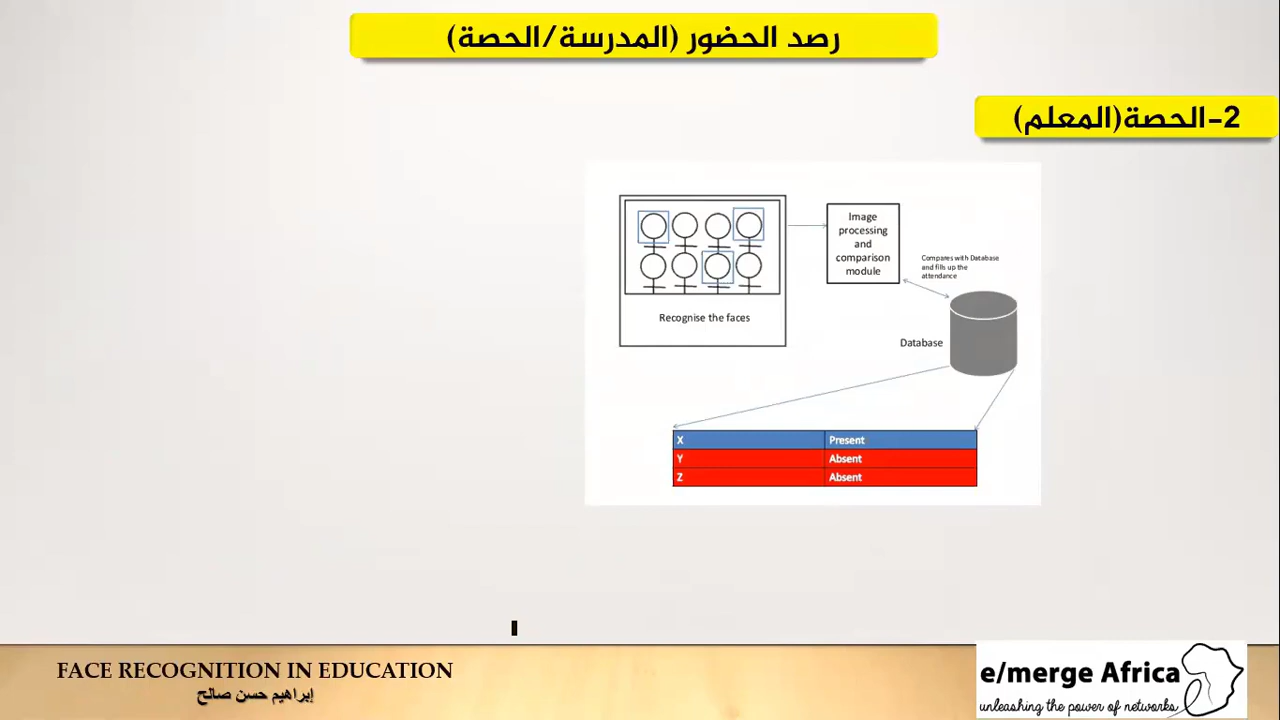 رصد الحضور (المدرسة/الحصة)
2-الحصة(المعلم)
Image
processing
and
comparison
module
Compares with Database
and fills up the
attendance
Recognise the faces
Database
X Present
Y Absent
Z Absent
FACE RECOGNITION IN EDUCATION
إبراهيم حسن صالح
e/merge Africa
unleashing the power of networks